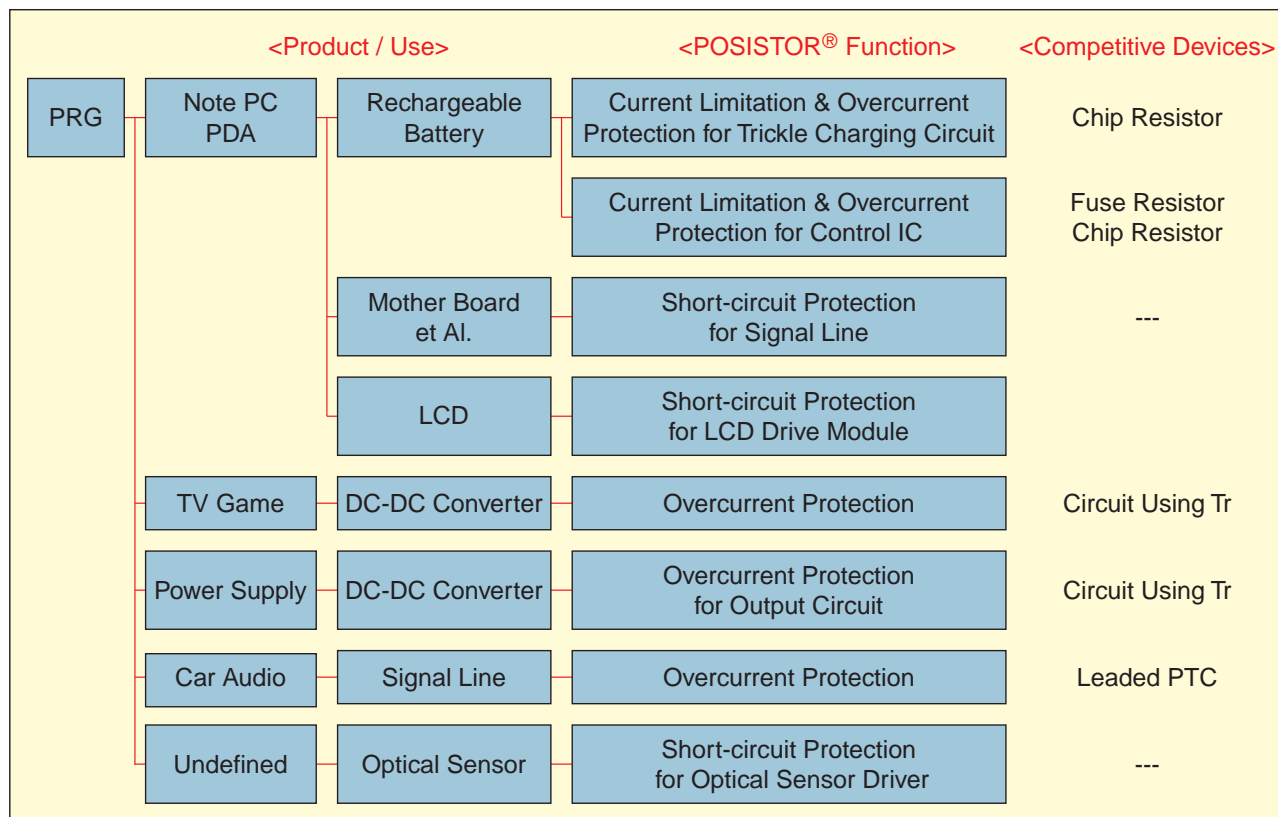 <Product / Use>
<POSISTOR® Function>
<Competitive Devices>
PRG
Note PC
PDA
Rechargeable
Battery
Current Limitation & Overcurrent
Protection for Trickle Charging Circuit
Chip Resistor
Current Limitation & Overcurrent
Protection for Control IC
Fuse Resistor
Chip Resistor
Mother Board
et Al.
Short-circuit Protection
for Signal Line
---
LCD
Short-circuit Protection
for LCD Drive Module
TV Game
DC-DC Converter
Overcurrent Protection
Circuit Using Tr
Power Supply
DC-DC Converter
Overcurrent Protection
for Output Circuit
Circuit Using Tr
Car Audio
Signal Line
Overcurrent Protection
Leaded PTC
Undefined
Optical Sensor
Short-circuit Protection
for Optical Sensor Driver
---